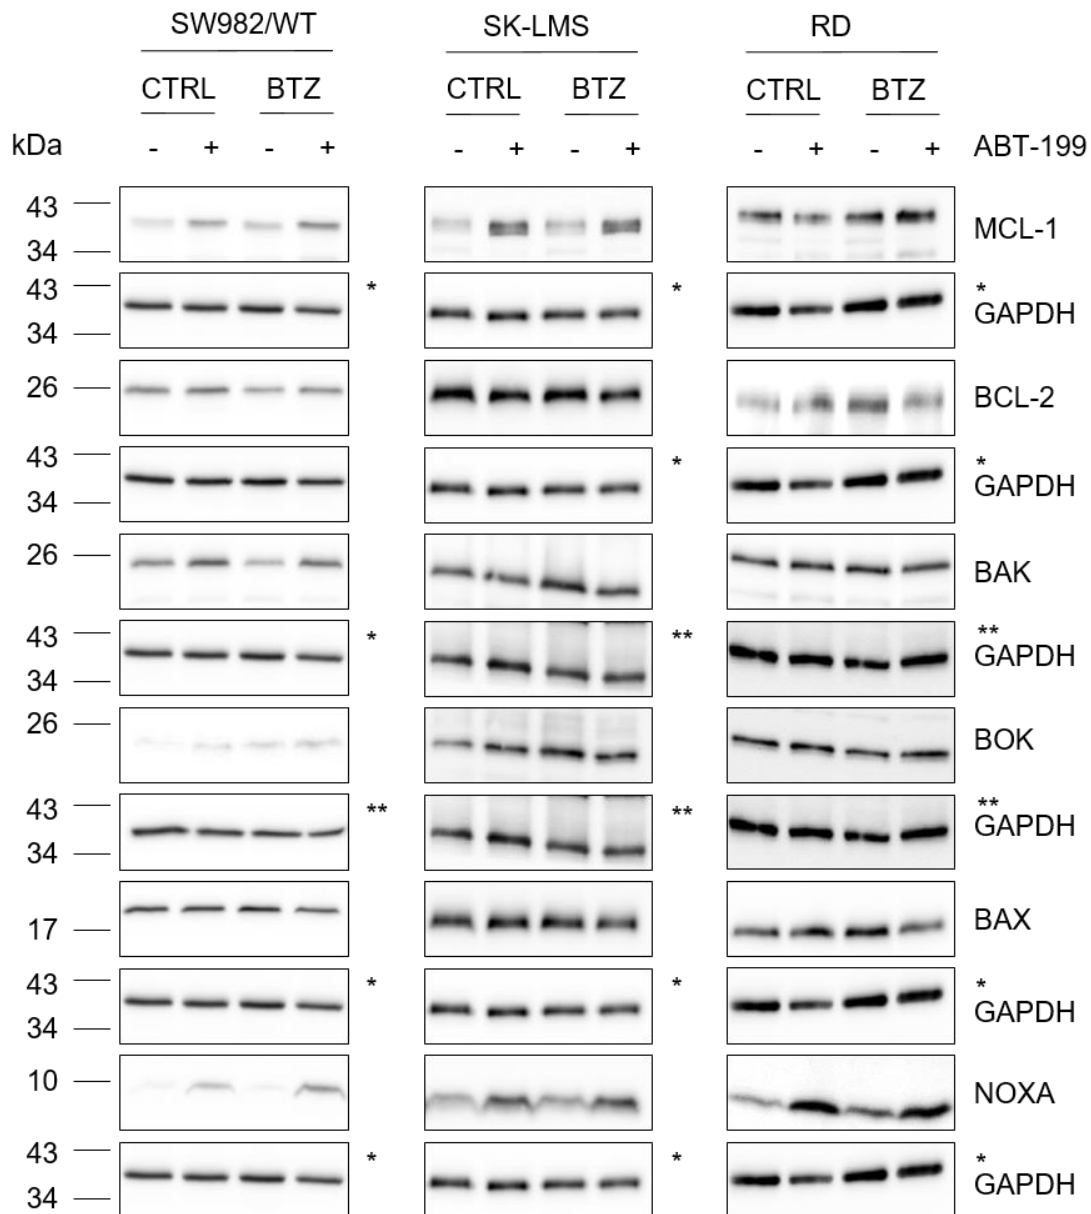 SW982/WT SK-LMS RD
CTRL BTZ CTRL BTZ CTRL BTZ
kDa - + - + - + - + - + - + ABT-199
43
34 MCL-1
43 * * *
34 GAPDH
26 BCL-2
43 * *
34 GAPDH
26 BAK
43 * ** **
34 GAPDH
26 BOK
43 ** ** **
34 GAPDH
17 BAX
43 * * *
34 GAPDH
10 NOXA
43 * * *
34 GAPDH